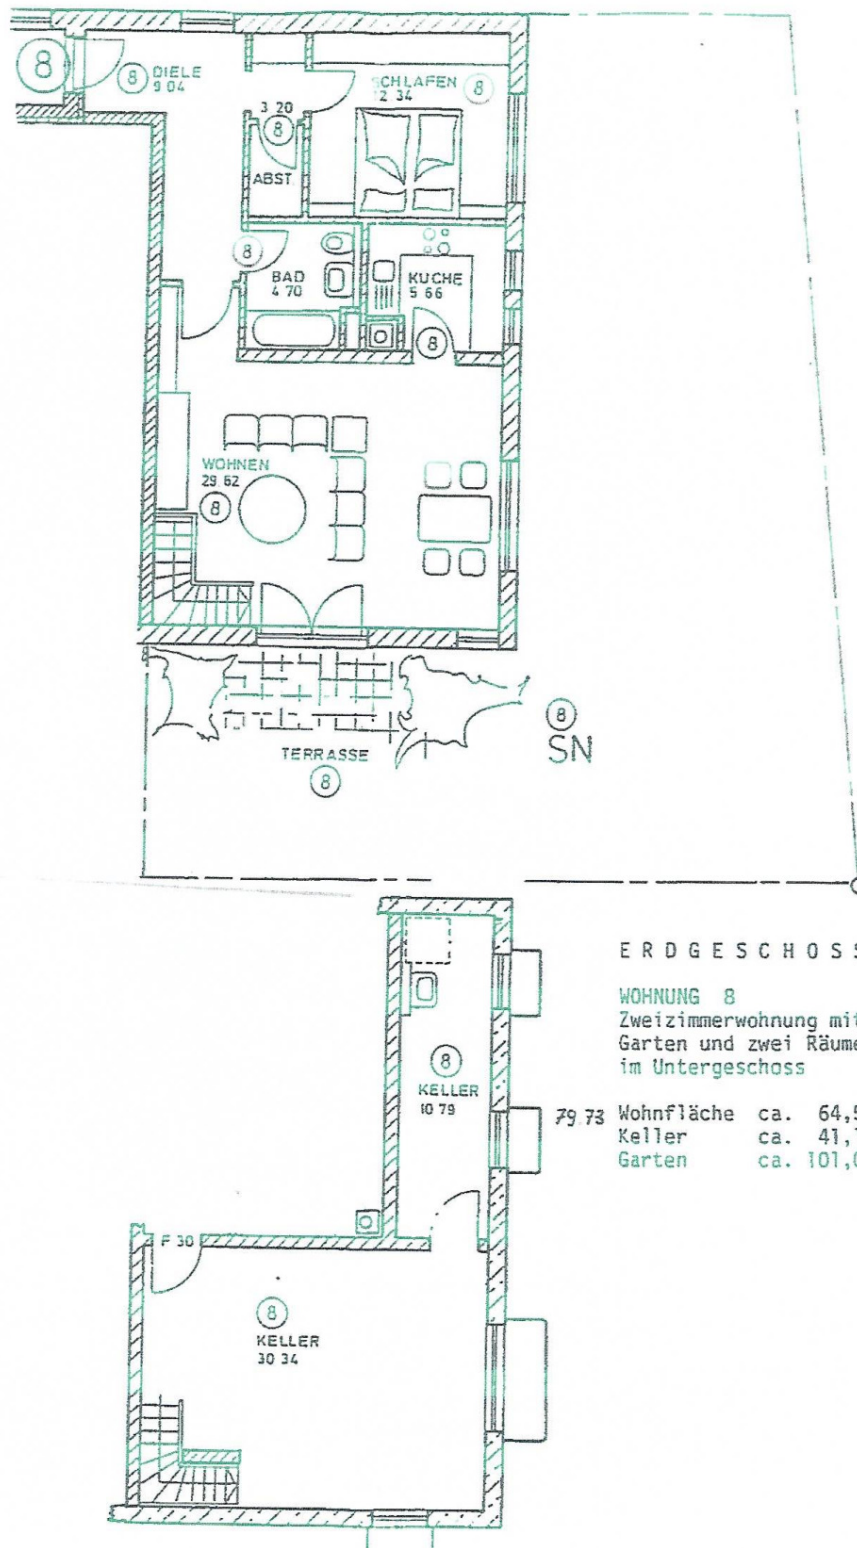 8
8 DIELE
9 04
SCHLAFEN 8
2 34
3 20
8
ABST
8
BAD
4 70
KUCHE
5 66
8
WOHNEN
29 62
8
8
SN
TERRASSE
8
ERDGESCHOSS
WOHNUNG 8
Zweizimmerwohnung mit
Garten und zwei Räume
im Untergeschoss
79.73 Wohnfläche ca. 64,5
Keller ca. 41,
Garten ca. 101,0
8
KELLER
10 79
F 30
8
KELLER
30 34